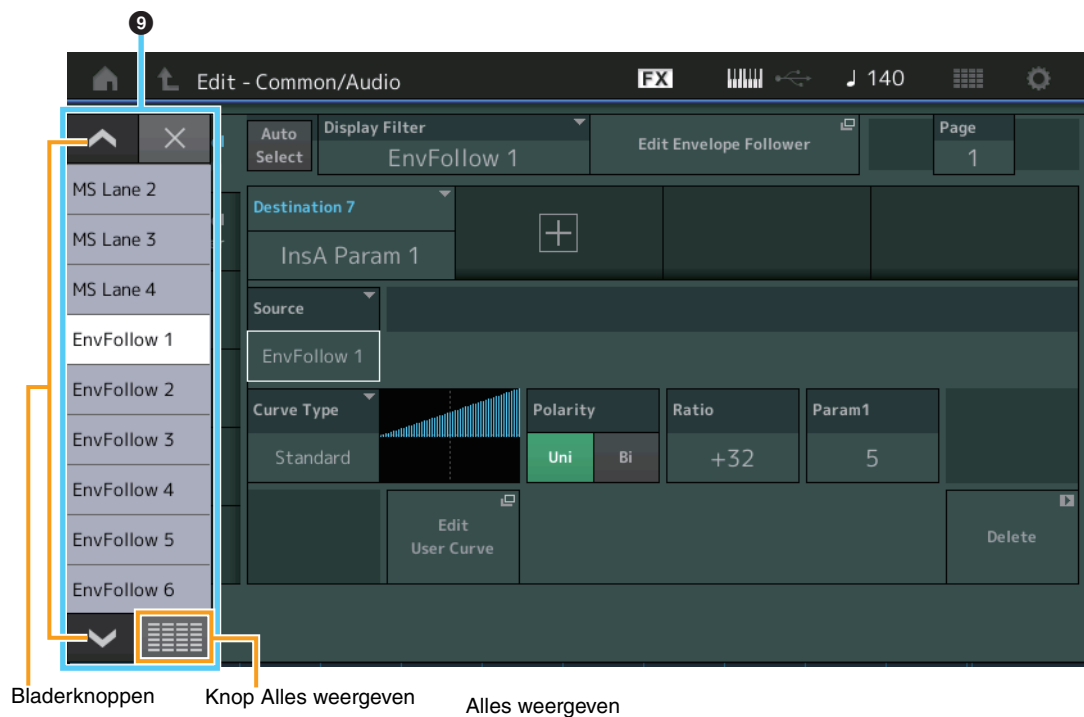 9
Edit - Common/Audio
FX
140
Auto Select
Display Filter
EnvFollow 1
Edit Envelope Follower
Page
1
MS Lane 2
MS Lane 3
MS Lane 4
EnvFollow 1
EnvFollow 2
EnvFollow 3
EnvFollow 4
EnvFollow 5
EnvFollow 6
Destination 7
InsA Param 1
Source
EnvFollow 1
Curve Type
Standard
Polarity
Uni
Bi
Ratio
+32
Param1
5
Edit
User Curve
Delete
Bladerknoppen
Knop Alles weergeven
Alles weergeven